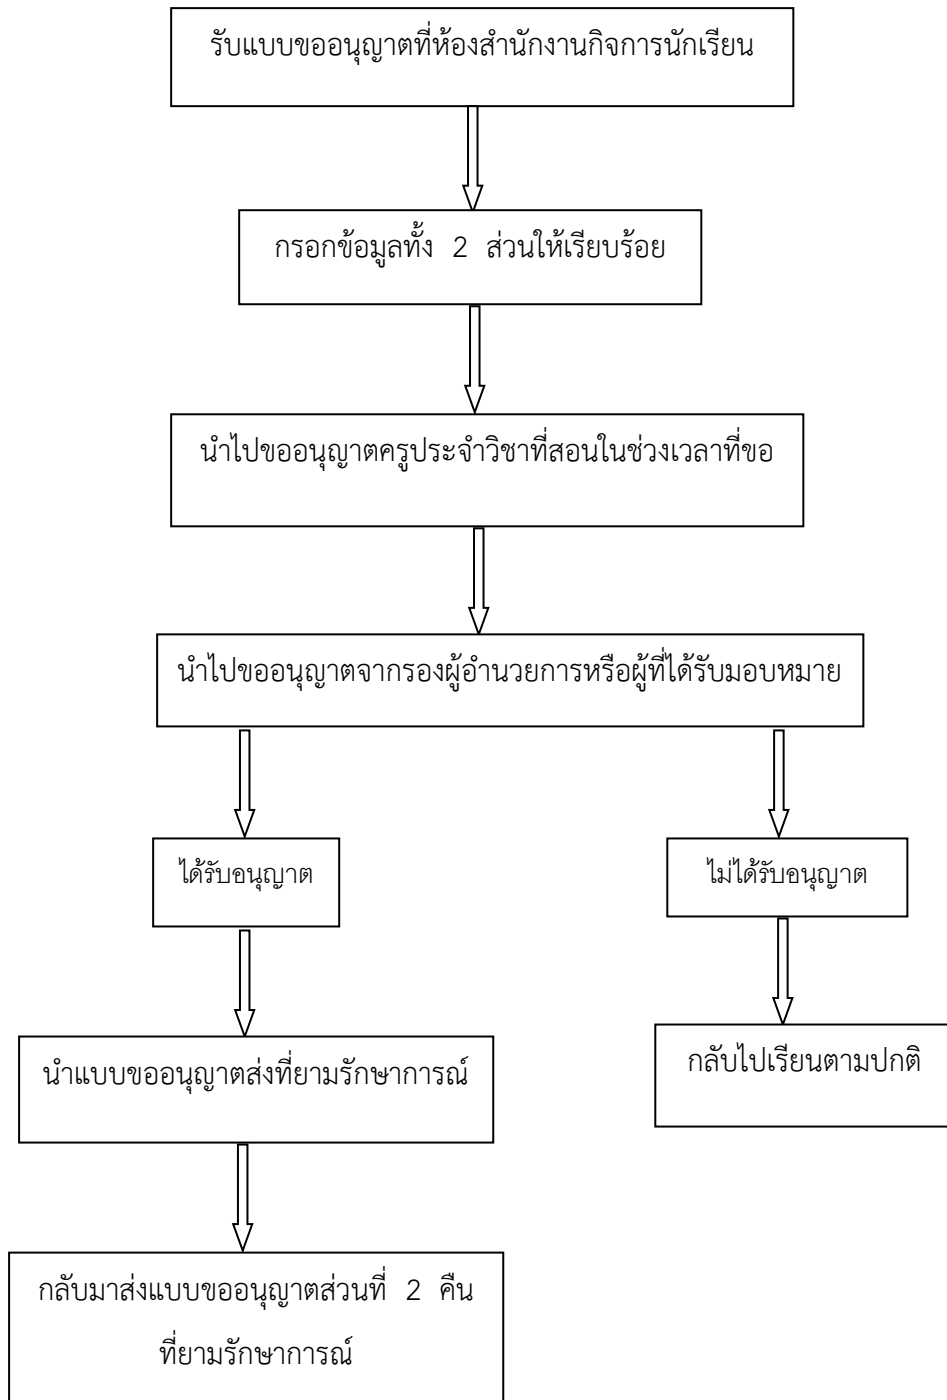 รับแบบขออนุญาตที่ห้องสำนักงานกิจการนักเรียน
กรอกข้อมูลทั้ง 2 ส่วนให้เรียบร้อย
นำไปขออนุญาตครูประจำวิชาที่สอนในช่วงเวลาที่ขอ
นำไปขออนุญาตจากรองผู้อำนวยการหรือผู้ที่ได้รับมอบหมาย
ได้รับอนุญาต
ไม่ได้รับอนุญาต
นำแบบขออนุญาตส่งที่ยามรักษาการณ์
กลับไปเรียนตามปกติ
กลับมาส่งแบบขออนุญาตส่วนที่ 2 คืน
ที่ยามรักษาการณ์